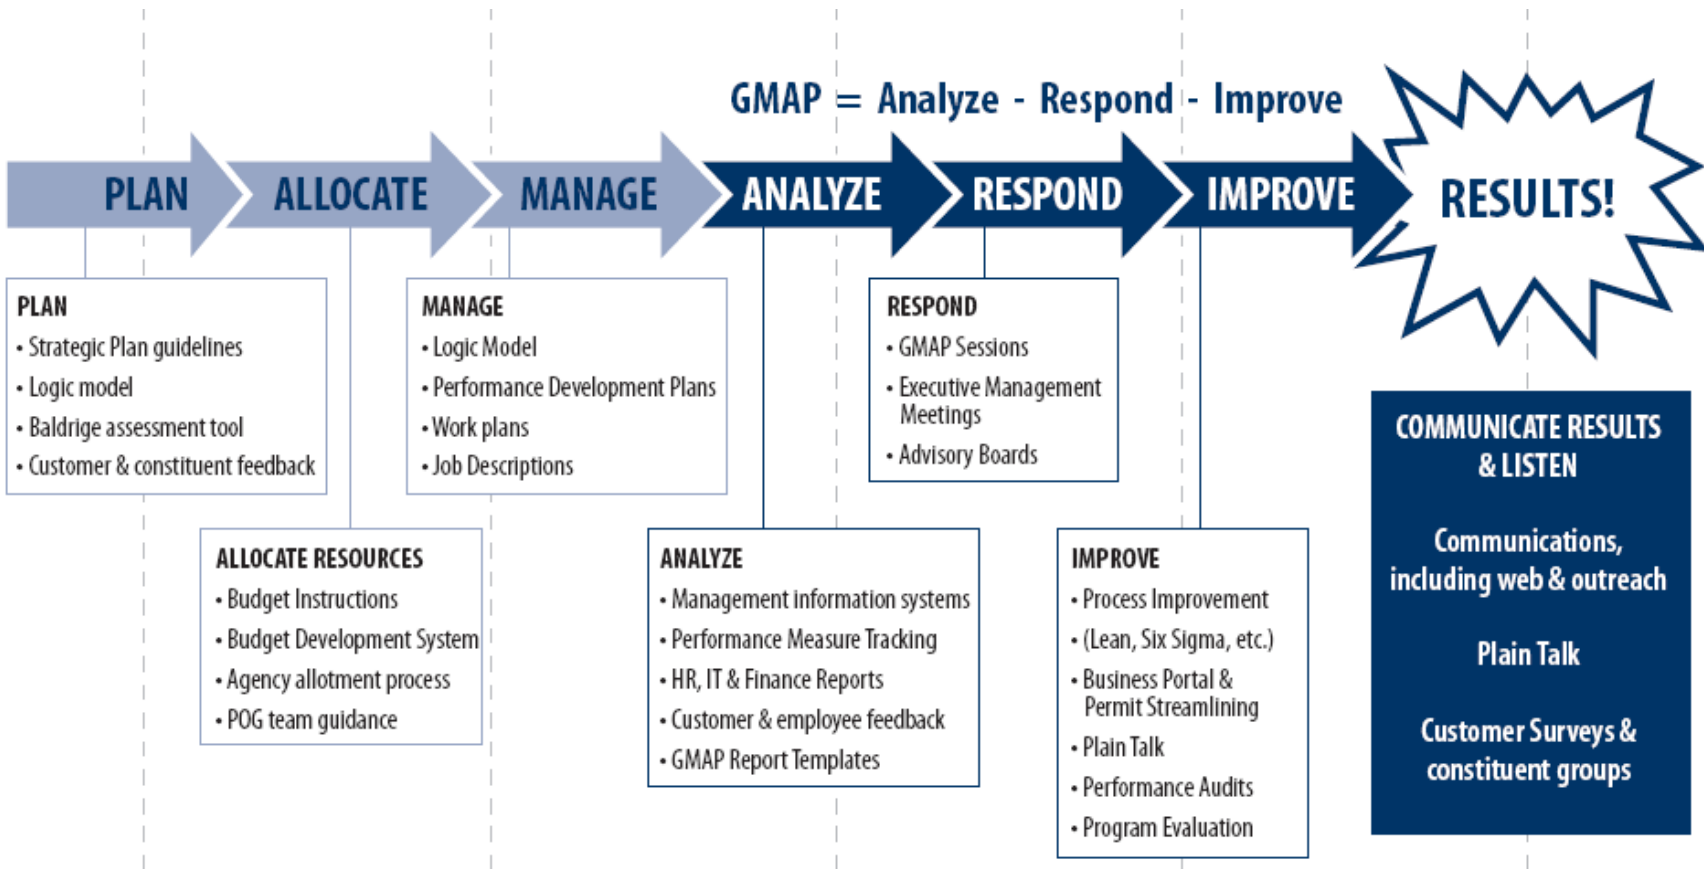 GMAP = Analyze - Respond - Improve
PLAN
ALLOCATE
MANAGE
ANALYZE
RESPOND
IMPROVE
RESULTS!
PLAN
• Strategic Plan guidelines
• Logic model
• Baldrige assessment tool
• Customer & constituent feedback
ALLOCATE RESOURCES
• Budget Instructions
• Budget Development System
• Agency allotment process
• POG team guidance
MANAGE
• Logic Model
• Performance Development Plans
• Work plans
• Job Descriptions
ANALYZE
• Management information systems
• Performance Measure Tracking
• HR, IT & Finance Reports
• Customer & employee feedback
• GMAP Report Templates
RESPOND
• GMAP Sessions
• Executive Management
Meetings
• Advisory Boards
IMPROVE
• Process Improvement
• (Lean, Six Sigma, etc.)
• Business Portal &
Permit Streamlining
• Plain Talk
• Performance Audits
• Program Evaluation
COMMUNICATE RESULTS
& LISTEN
Communications,
including web & outreach
Plain Talk
Customer Surveys &
constituent groups